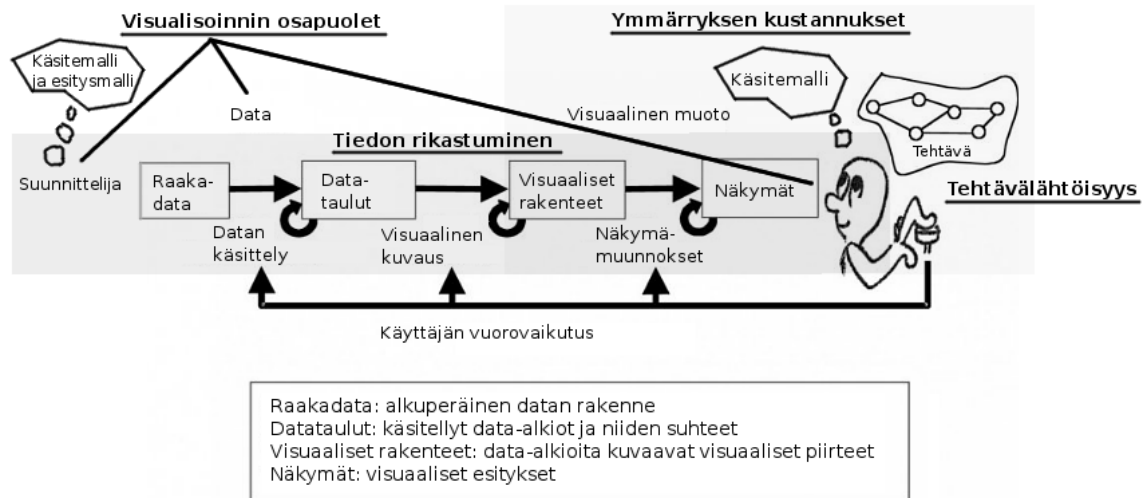 Visualisoinnin osapuolet
Ymmärryksen kustannukset
Käsitemalli
ja esitysmalli
Käsitemalli
Data
Visuaalinen muoto
Tehtävä
Tiedon rikastuminen
Suunnittelija
Raaka-
data
Data-
taulut
Visuaaliset
rakenteet
Näkymät
Tehtävälähtöisyys
Datan
käsittely
Visuaalinen
kuvaus
Näkymä-
muunnokset
Käyttäjän vuorovaikutus
Raakadata: alkuperäinen datan rakenne
Datataulut: käsitellyt data-alkiot ja niiden suhteet
Visuaaliset rakenteet: data-alkioita kuvaavat visuaaliset piirteet
Näkymät: visuaaliset esitykset